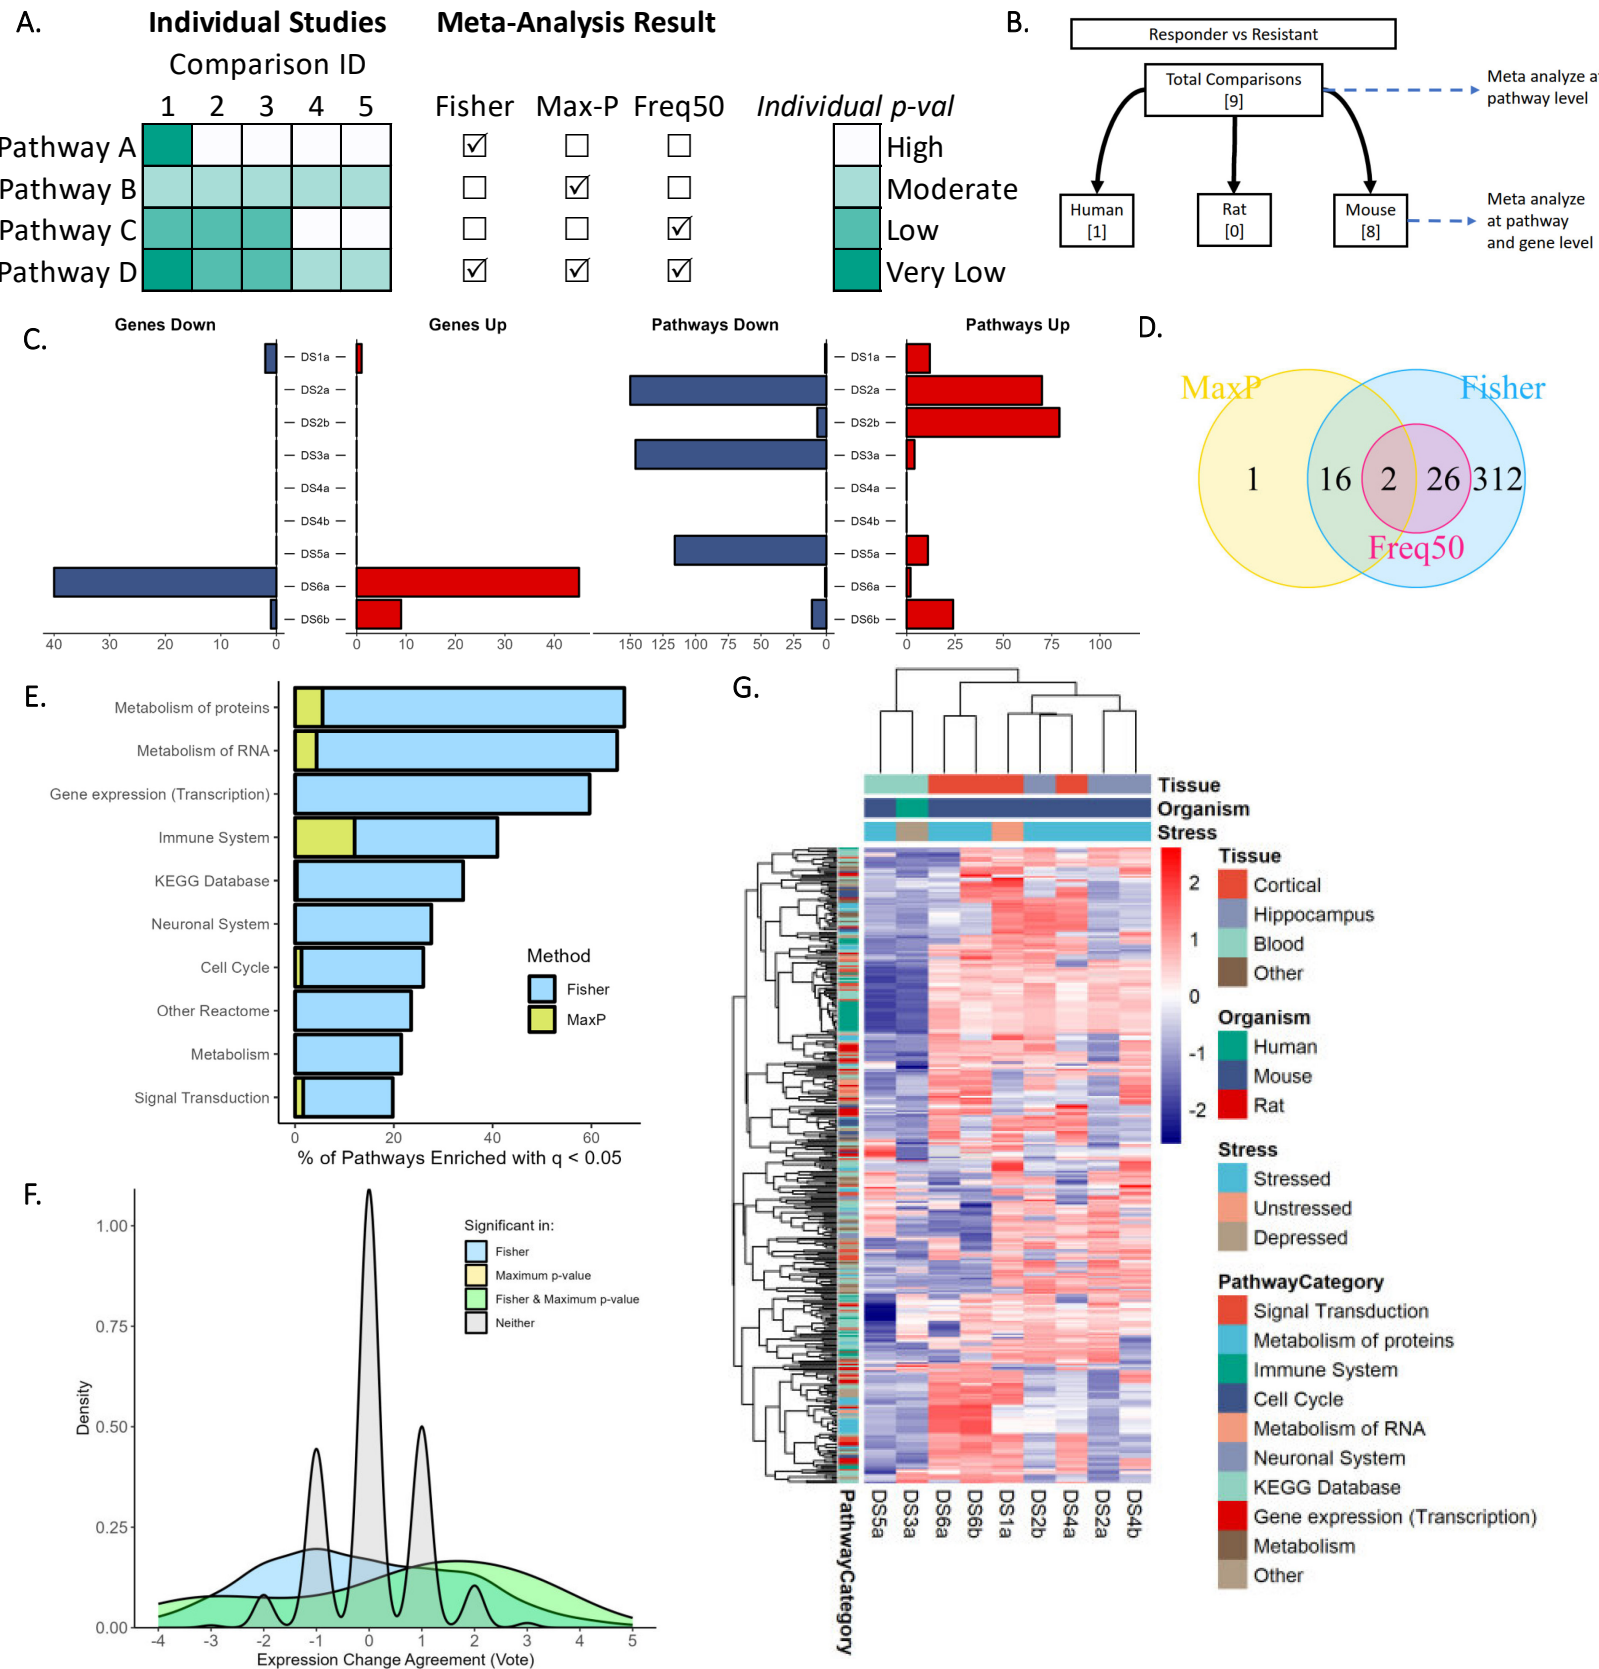 A.
Individual Studies
Meta-Analysis Result
Comparison ID
1 2 3 4 5
Fisher Max-P Freq50
Individual p-val
Pathway A
High
Pathway B
Moderate
Pathway C
Low
Pathway D
Very Low
B.
Responder vs Resistant
Total Comparisons
[9]
Meta analyze at
pathway level
Human
[1]
Rat
[0]
Mouse
[8]
Meta analyze
at pathway
and gene level
C.
Genes Down
Genes Up
Pathways Down
Pathways Up
DS1a
DS2a
DS2b
DS3a
DS4a
DS4b
DS5a
DS6a
DS6b
40 30 20 10 0
0 10 20 30 40
DS1a
DS2a
DS2b
DS3a
DS4a
DS4b
DS5a
DS6a
DS6b
150 125 100 75 50 25 0
0 25 50 75 100
D.
MaxP
Fisher
1 16 2 26 312
Freq50
E.
Metabolism of proteins
Metabolism of RNA
Gene expression (Transcription)
Immune System
KEGG Database
Neuronal System
Cell Cycle
Other Reactome
Metabolism
Signal Transduction
Method
Fisher
MaxP
0 20 40 60
% of Pathways Enriched with q < 0.05
F.
Significant in:
Fisher
Maximum p-value
Fisher & Maximum p-value
Neither
1.00
0.75
0.50
0.25
0.00
Density
-4 -3 -2 -1 0 1 2 3 4 5
Expression Change Agreement (Vote)
G.
Tissue
Organism
Stress
2
1
0
-1
-2
PathwayCategory
DS5a
DS3a
DS6a
DS6b
DS1a
DS2b
DS4a
DS2a
DS4b
Tissue
Cortical
Hippocampus
Blood
Other
Organism
Human
Mouse
Rat
Stress
Stressed
Unstressed
Depressed
PathwayCategory
Signal Transduction
Metabolism of proteins
Immune System
Cell Cycle
Metabolism of RNA
Neuronal System
KEGG Database
Gene expression (Transcription)
Metabolism
Other